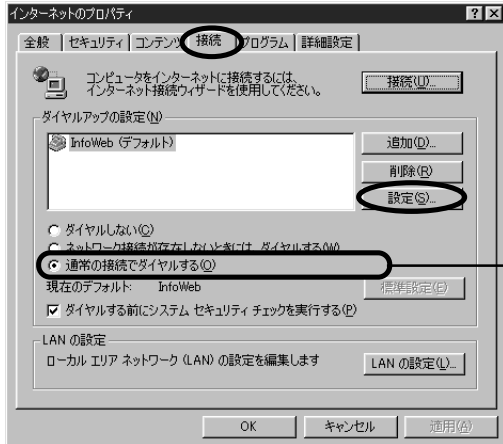 インターネットのプロパティ
全般 セキュリティ コンテンツ 接続 プログラム 詳細設定
コンピュータをインターネットに接続するには、
インターネット接続ウィザードを使用してください。
接続(U)...
ダイヤルアップの設定(N)
InfoWeb (デフォルト)
追加(D)...
削除(R)
設定(S)...
ダイヤルしない(C)
ネットワーク接続が存在しないときには、ダイヤルする(W)
通常の接続でダイヤルする(O)
現在のデフォルト: InfoWeb
標準設定(E)
ダイヤルする前にシステム セキュリティ チェックを実行する(P)
LAN の設定
ローカル エリア ネットワーク (LAN) の設定を編集します
LAN の設定(L)...
OK キャンセル 適用(A)